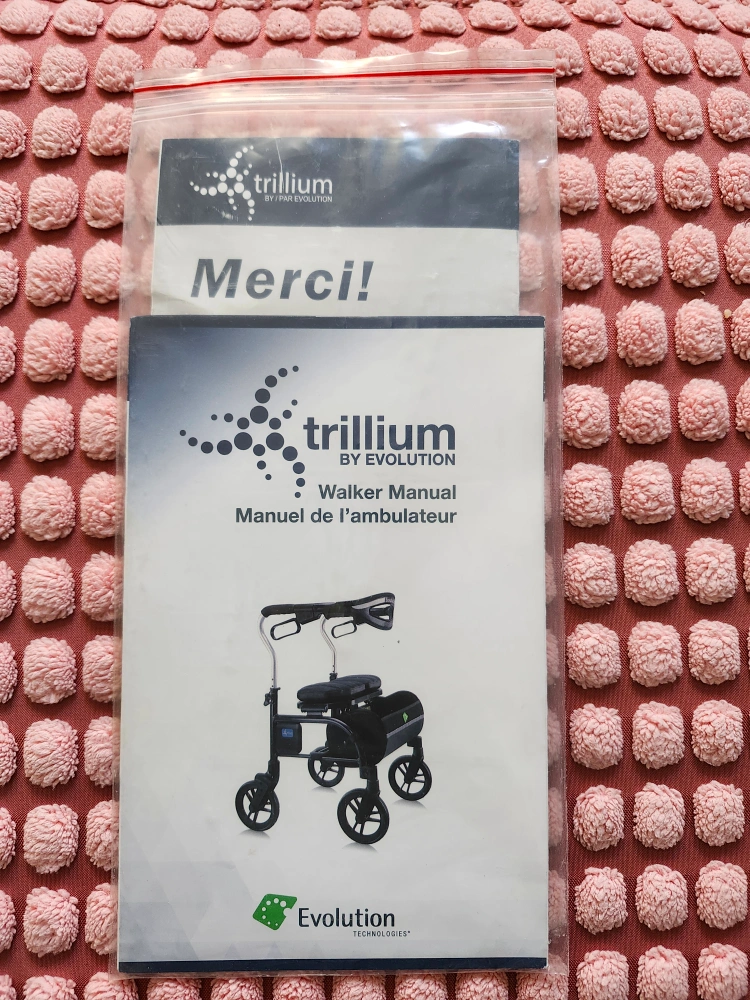 trillium
BY / PAR EVOLUTION
Merci!
trillium
BY EVOLUTION
Walker Manual
Manuel de l'ambulateur
Evolution
TECHNOLOGIES